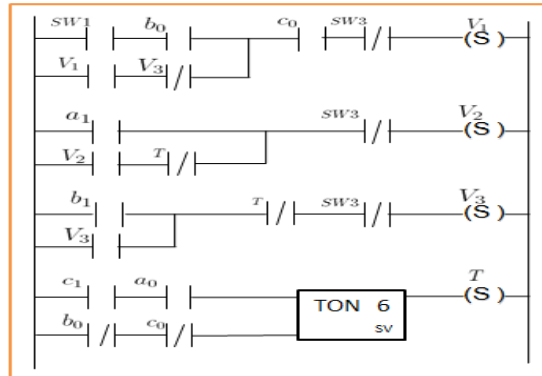 SW1 b₀ c₀ SW3 V₁
(S)
V₁ V₃
a₁ SW3 V₂
(S)
V₂ T
b₁ T SW3 V₃
(S)
V₃
c₁ a₀ T
TON 6 (S)
sv
b₀ c₀